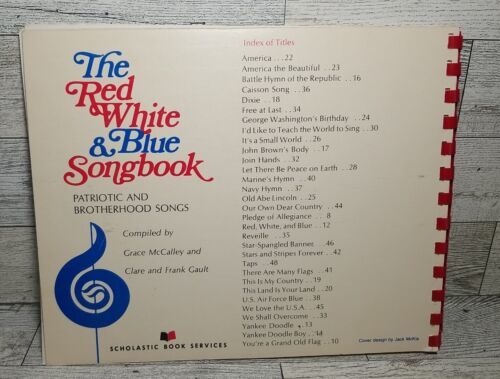 The
Red
White
& Blue
Songbook
PATRIOTIC AND
BROTHERHOOD SONGS
Compiled by
Grace McCalley and
Clare and Frank Gault
SCHOLASTIC BOOK SERVICES
Index of Titles
America . . . 22
America the Beautiful . . 23
Battle Hymn of the Republic . . 16
Caisson Song . . 36
Dixie . . 18
Free at Last . . 34
George Washington's Birthday . . 24
I'd Like to Teach the World to Sing . . 30
It's a Small World . . 26
John Brown's Body . . 17
Join Hands . . 32
Let There Be Peace on Earth . . 28
Marine's Hymn . . 40
Navy Hymn . . 37
Old Abe Lincoln . . 25
Our Own Dear Country . . 44
Pledge of Allegiance . . 8
Red, White, and Blue . . 12
Reveille . . 35
Star-Spangled Banner . . 46
Stars and Stripes Forever . . 42
Taps . . 48
There Are Many Flags . . 41
This Is My Country . . 19
This Land Is Your Land . . 20
U.S. Air Force Blue . . 38
We Love the U.S.A. . . 45
We Shall Overcome . . 33
Yankee Doodle . . 13
Yankee Doodle Boy . . 14
You're a Grand Old Flag . . 10
Cover design by Jack